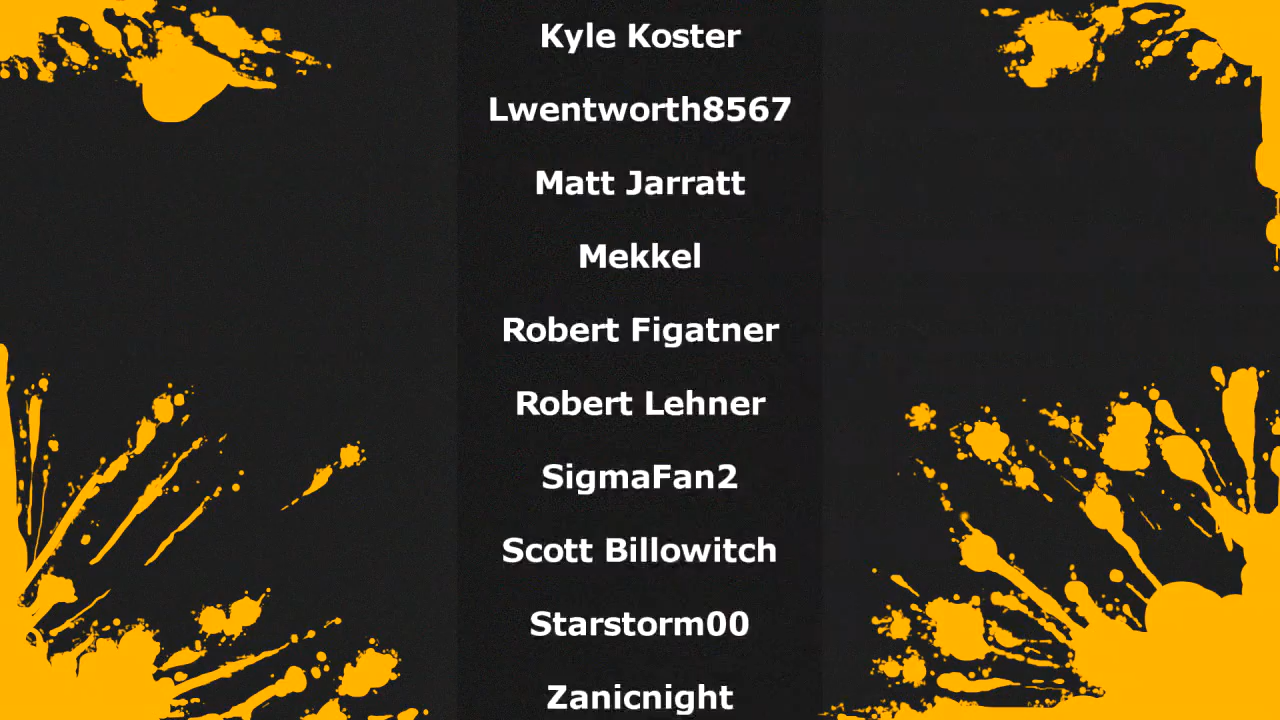 Kyle Koster
Lwentworth8567
Matt Jarratt
Mekkel
Robert Figatner
Robert Lehner
SigmaFan2
Scott Billowitch
Starstorm00
Zanicnight